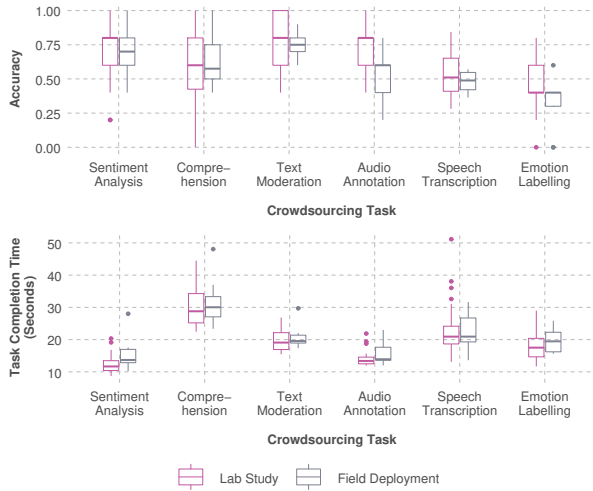 Accuracy
1.00
0.75
0.50
0.25
0.00
Sentiment Analysis
Compre–hension
Text Moderation
Audio Annotation
Speech Transcription
Emotion Labelling
Crowdsourcing Task
Task Completion Time
(Seconds)
50
40
30
20
10
Sentiment Analysis
Compre–hension
Text Moderation
Audio Annotation
Speech Transcription
Emotion Labelling
Crowdsourcing Task
Lab Study
Field Deployment